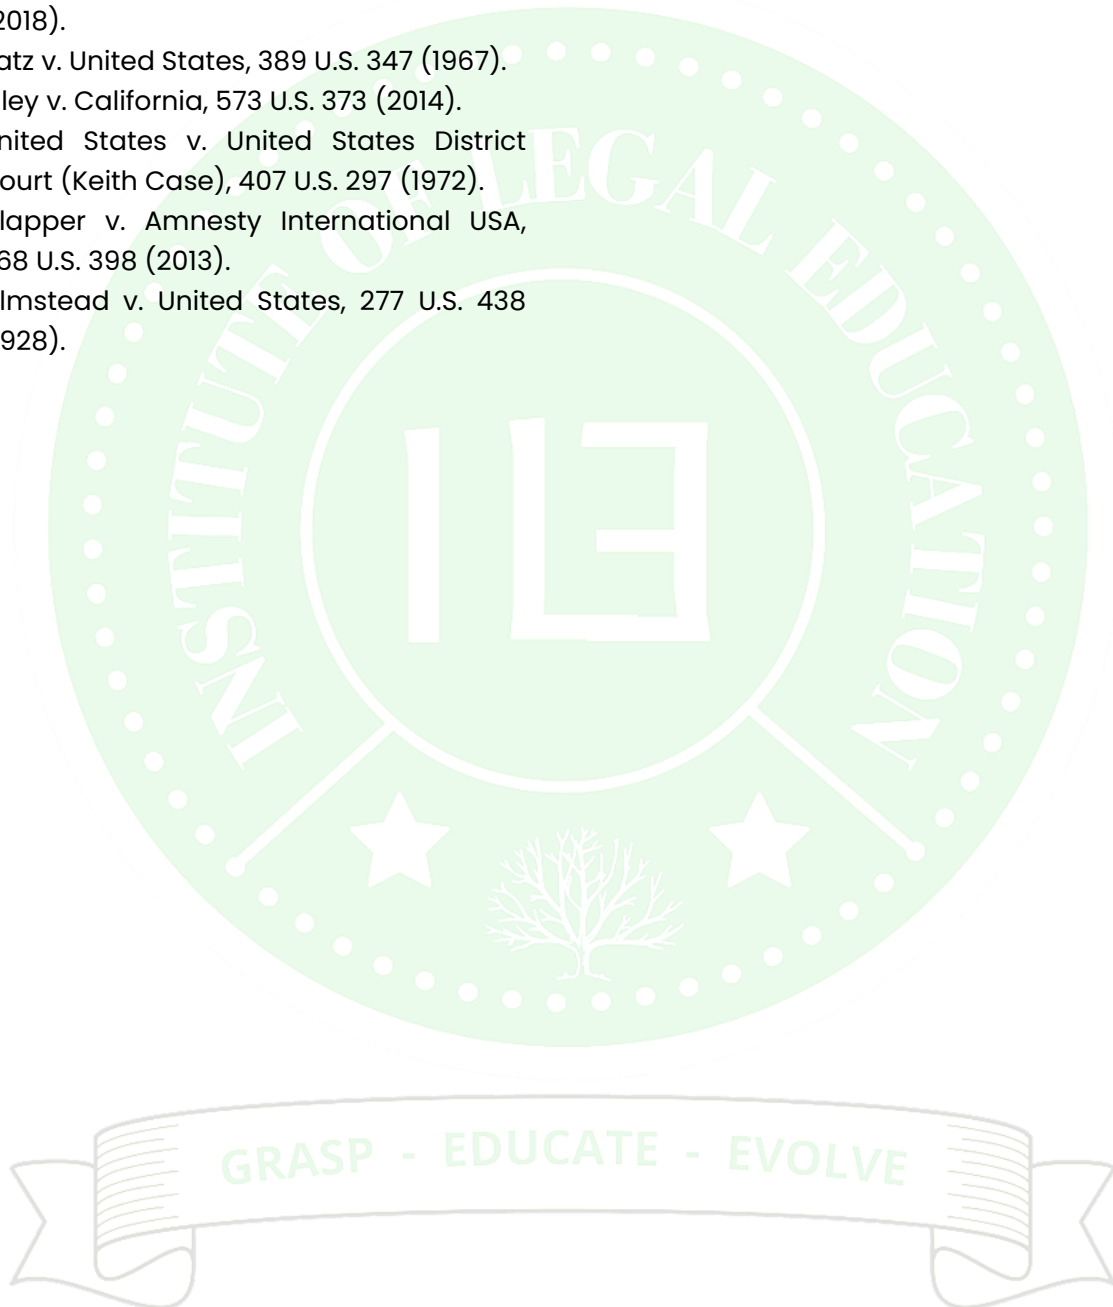 2018).
atz v. United States, 389 U.S. 347 (1967).
ley v. California, 573 U.S. 373 (2014).
nited States v. United States District
ourt (Keith Case), 407 U.S. 297 (1972).
lapper v. Amnesty International USA,
68 U.S. 398 (2013).
lmstead v. United States, 277 U.S. 438
928).
INSTITUTE OF LEGAL EDUCATION
ILE
GRASP - EDUCATE - EVOLVE